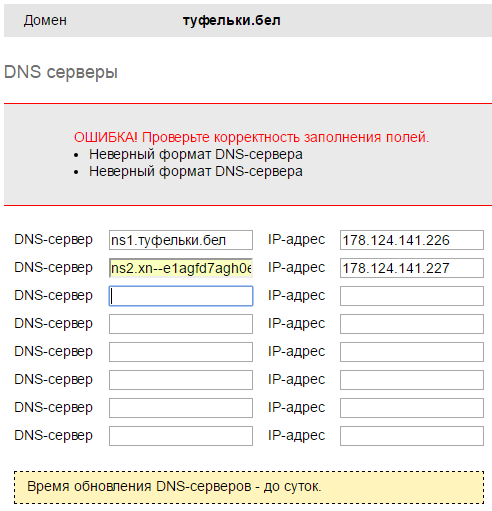 Домен туфельки.бел
DNS серверы
ОШИБКА! Проверьте корректность заполнения полей.
• Неверный формат DNS-сервера
• Неверный формат DNS-сервера
DNS-сервер ns1.туфельки.бел IP-адрес 178.124.141.226
DNS-сервер ns2.xn--e1agfd7agh0e IP-адрес 178.124.141.227
DNS-сервер IP-адрес
DNS-сервер IP-адрес
DNS-сервер IP-адрес
DNS-сервер IP-адрес
DNS-сервер IP-адрес
DNS-сервер IP-адрес
Время обновления DNS-серверов - до суток.